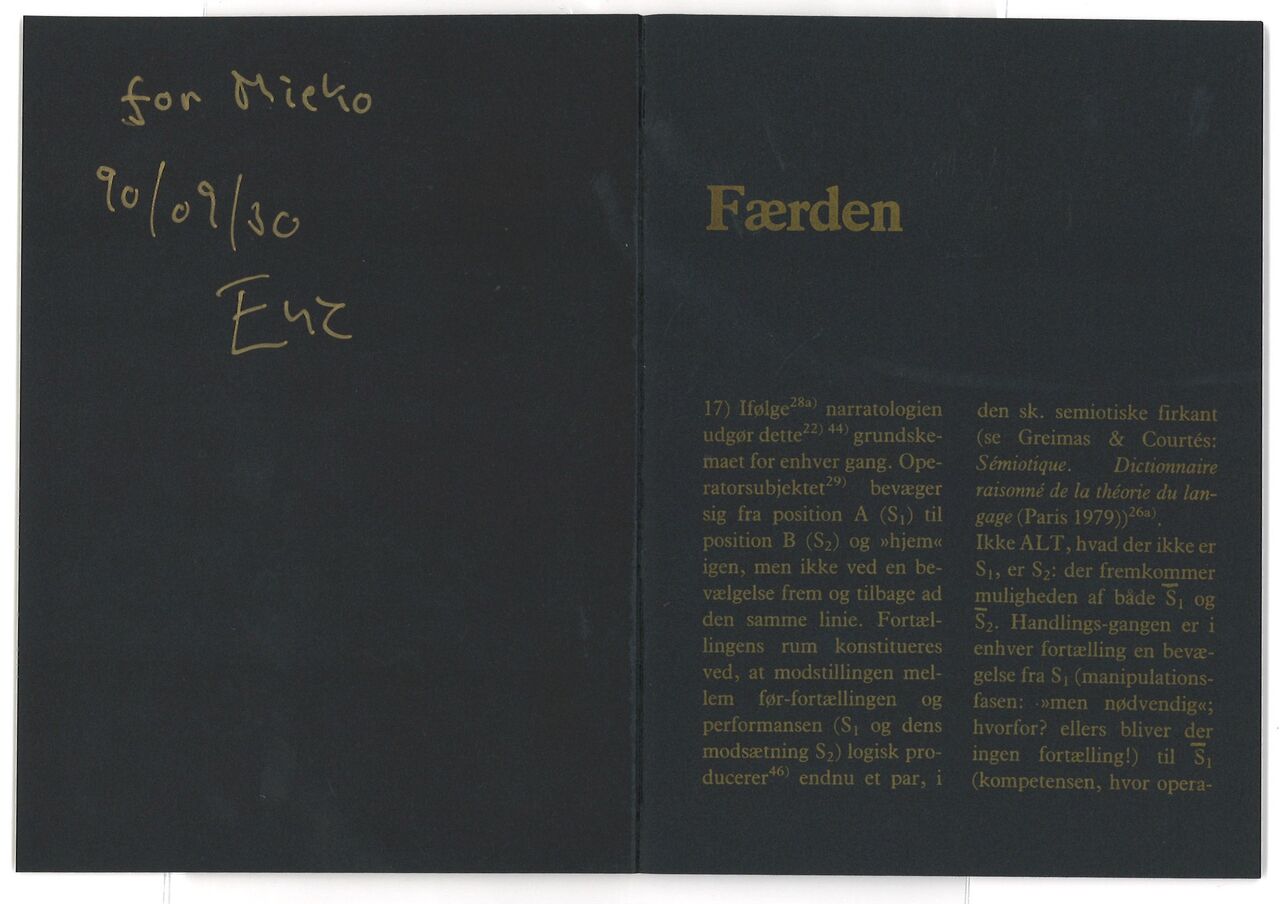 for Mieko
90/09/30
Eric
Færden
17) Ifølge28a) narratologien
udgør dette22) 44) grundske-
maet for enhver gang. Ope-
ratorsubjektet29) bevæger
sig fra position A (S₁) til
position B (S₂) og »hjem«
igen, men ikke ved en be-
vælgelse frem og tilbage ad
den samme linie. Fortæl-
lingens rum konstitueres
ved, at modstillingen mel-
lem før-fortællingen og
performansen (S₁ og dens
modsætning S₂) logisk pro-
ducerer46) endnu et par, i
den sk. semiotiske firkant
(se Greimas & Courtés:
Sémiotique. Dictionnaire
raisonné de la théorie du lan-
gage (Paris 1979))26a).
Ikke ALT, hvad der ikke er
S₁, er S₂: der fremkommer
muligheden af både S̅₁ og
S̅₂. Handlings-gangen er i
enhver fortælling en bevæ-
gelse fra S₁ (manipulations-
fasen: »men nødvendig«;
hvorfor? ellers bliver der
ingen fortælling!) til S̅₁
(kompetensen, hvor opera-